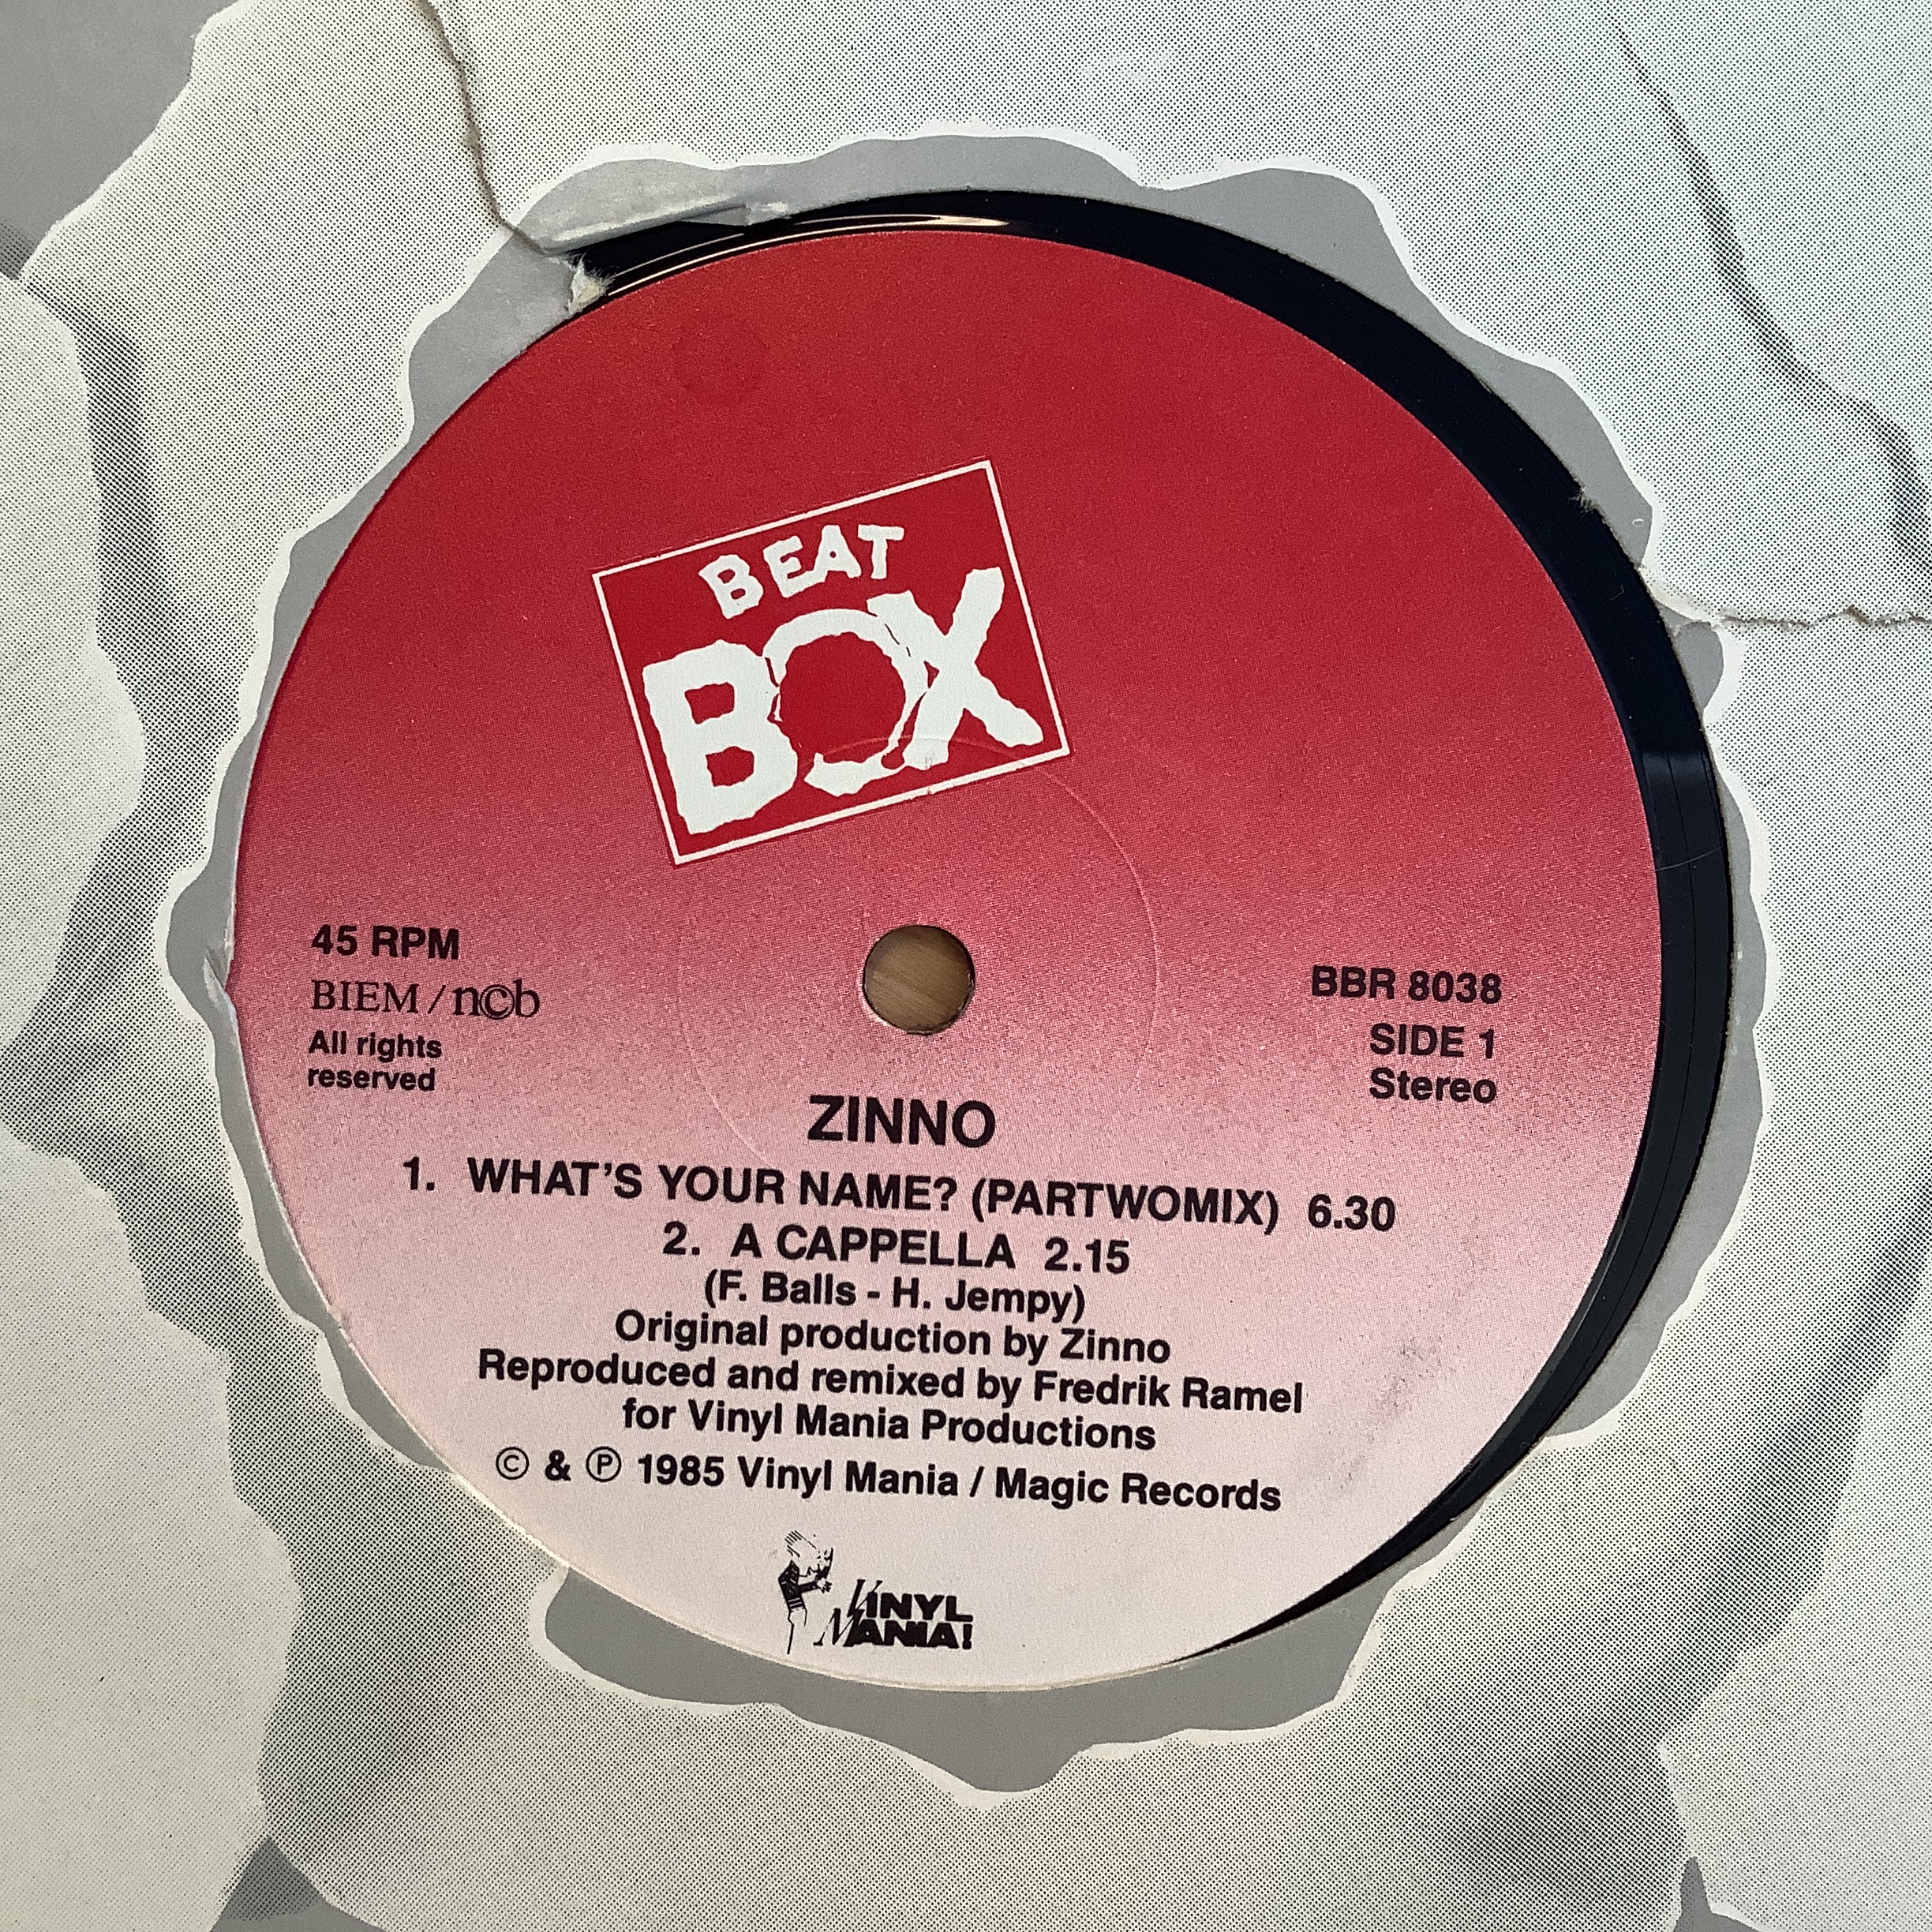 BEAT
BOX
45 RPM
BIEM / n©b
All rights
reserved
BBR 8038
SIDE 1
Stereo
ZINNO
1. WHAT'S YOUR NAME? (PARTWOMIX) 6.30
2. A CAPPELLA 2.15
(F. Balls - H. Jempy)
Original production by Zinno
Reproduced and remixed by Fredrik Ramel
for Vinyl Mania Productions
© & ℗ 1985 Vinyl Mania / Magic Records
VINYL
MANIA!